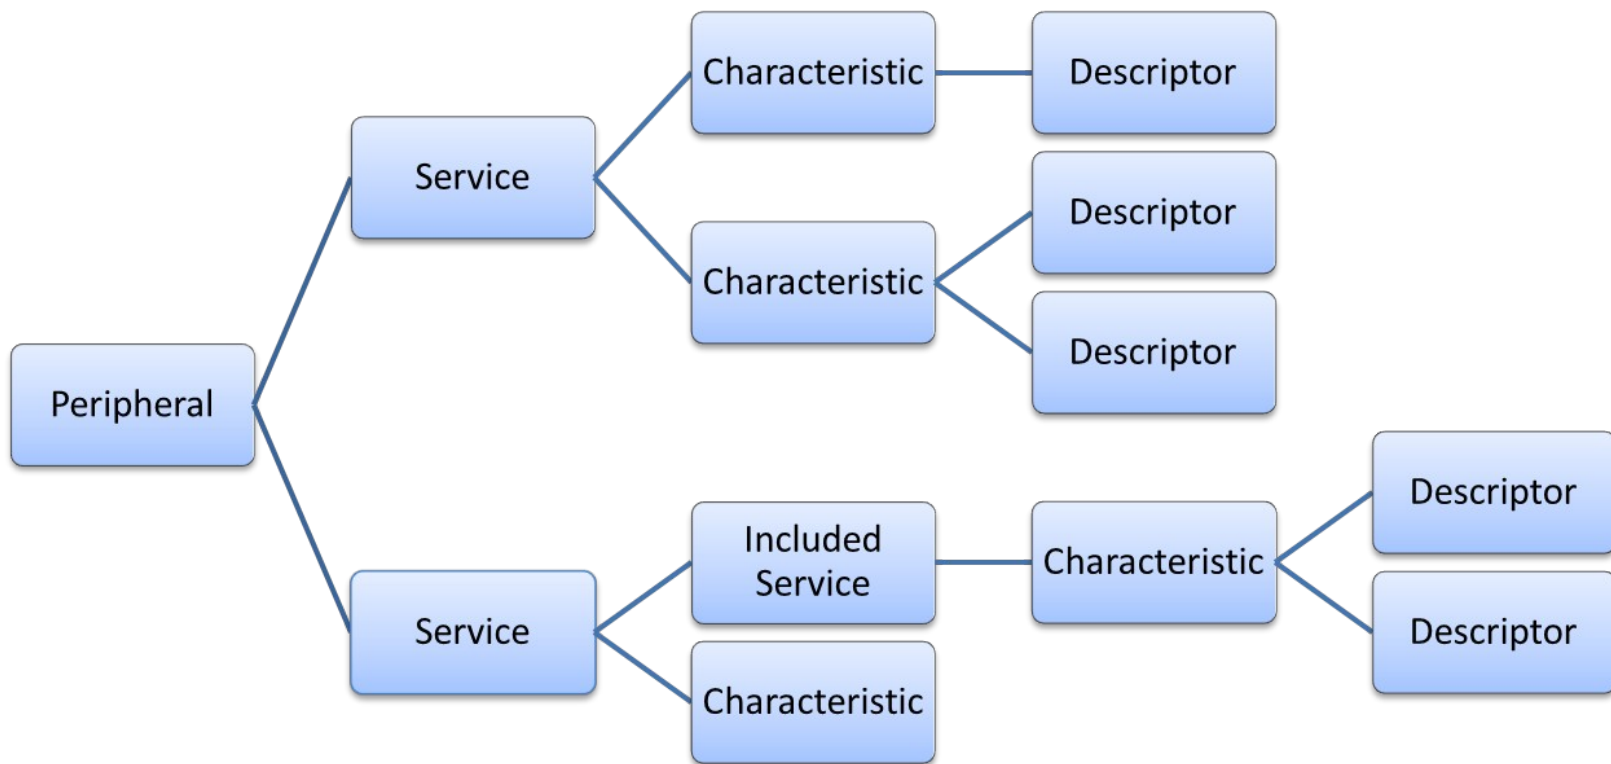 Characteristic
Descriptor
Service
Descriptor
Characteristic
Descriptor
Peripheral
Descriptor
Included
Service
Characteristic
Service
Descriptor
Characteristic